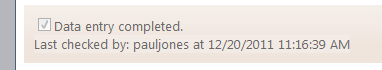 Data entry completed.
Last checked by: pauljones at 12/20/2011 11:16:39 AM